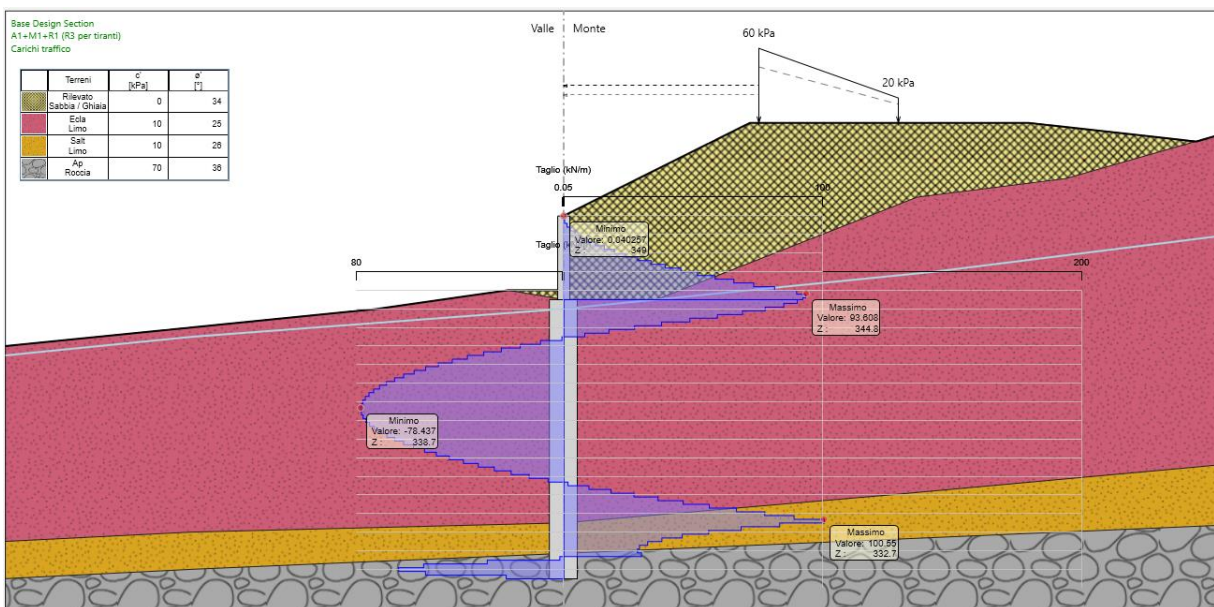 Base Design Section
A1+M1+R1 (R3 per tiranti)
Carichi traffico
Valle Monte
60 kPa
20 kPa
Terreni c' ø'
[kPa] [°]
Rilevato
Sabbia / Ghiaia 0 34
Ecla
Limo 10 25
Salt
Limo 10 26
Ap
Roccia 70 36
Taglio (kN/m)
0.05 100
Minimo
Valore: 0.040257
Z : 349
80 200
Massimo
Valore: 93.608
Z : 344.8
Minimo
Valore: -78.437
Z : 338.7
Massimo
Valore: 100.55
Z : 332.7